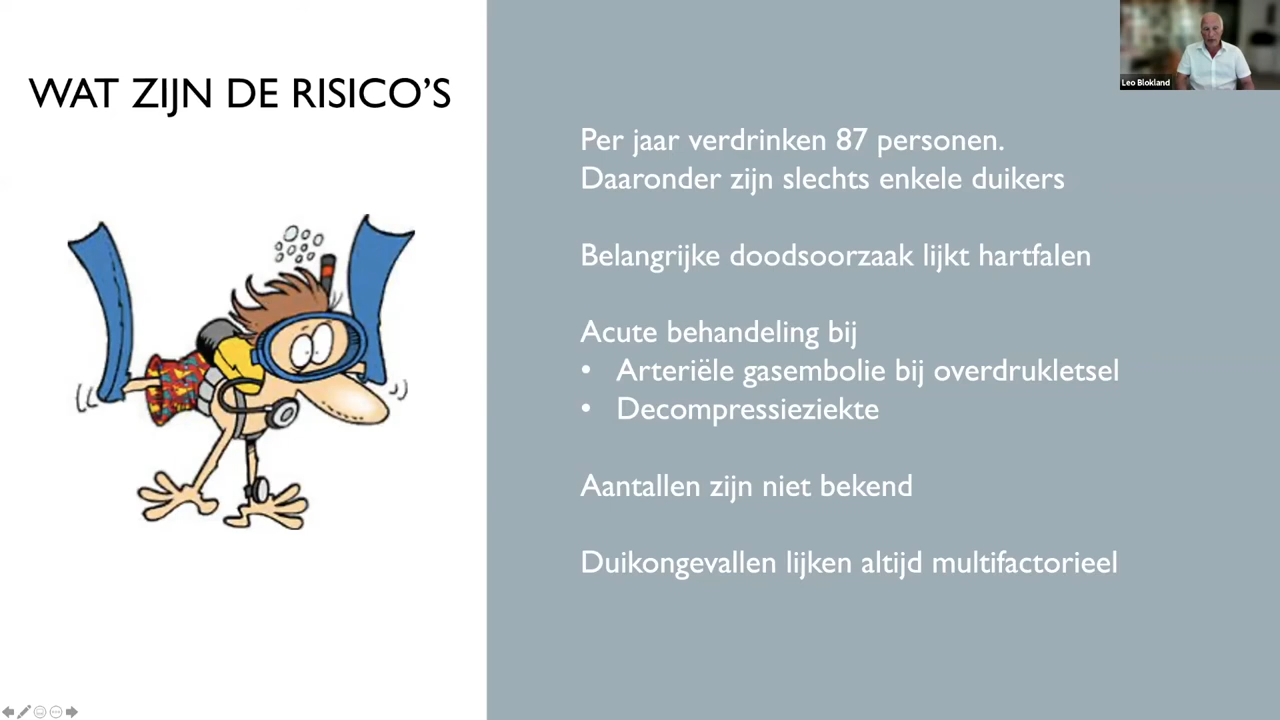 WAT ZIJN DE RISICO’S
Leo Blokland
Per jaar verdrinken 87 personen.
Daaronder zijn slechts enkele duikers
Belangrijke doodsoorzaak lijkt hartfalen
Acute behandeling bij
• Arteriële gasembolie bij overdrukletsel
• Decompressieziekte
Aantallen zijn niet bekend
Duikongevallen lijken altijd multifactorieel